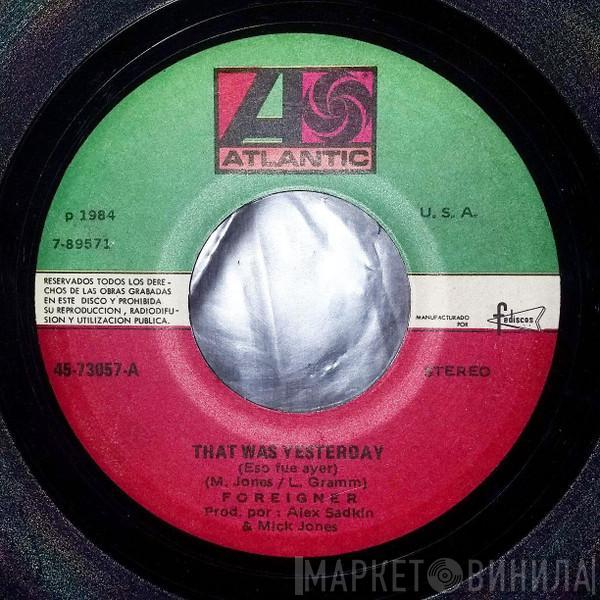 ATLANTIC
p 1984
U. S. A.
7-89571
RESERVADOS TODOS LOS DERE-
CHOS DE LAS OBRAS GRABADAS
EN ESTE DISCO Y PROHIBIDA
SU REPRODUCCION, RADIODIFU-
SION Y UTILIZACION PUBLICA.
MANUFACTURADO
POR
fediscos
45-73057-A
STEREO
THAT WAS YESTERDAY
(Eso fue ayer)
(M. Jones / L. Gramm)
FOREIGNER
Prod. por : Alex Sadkin
& Mick Jones
МАРКЕТ ВИНИЛА